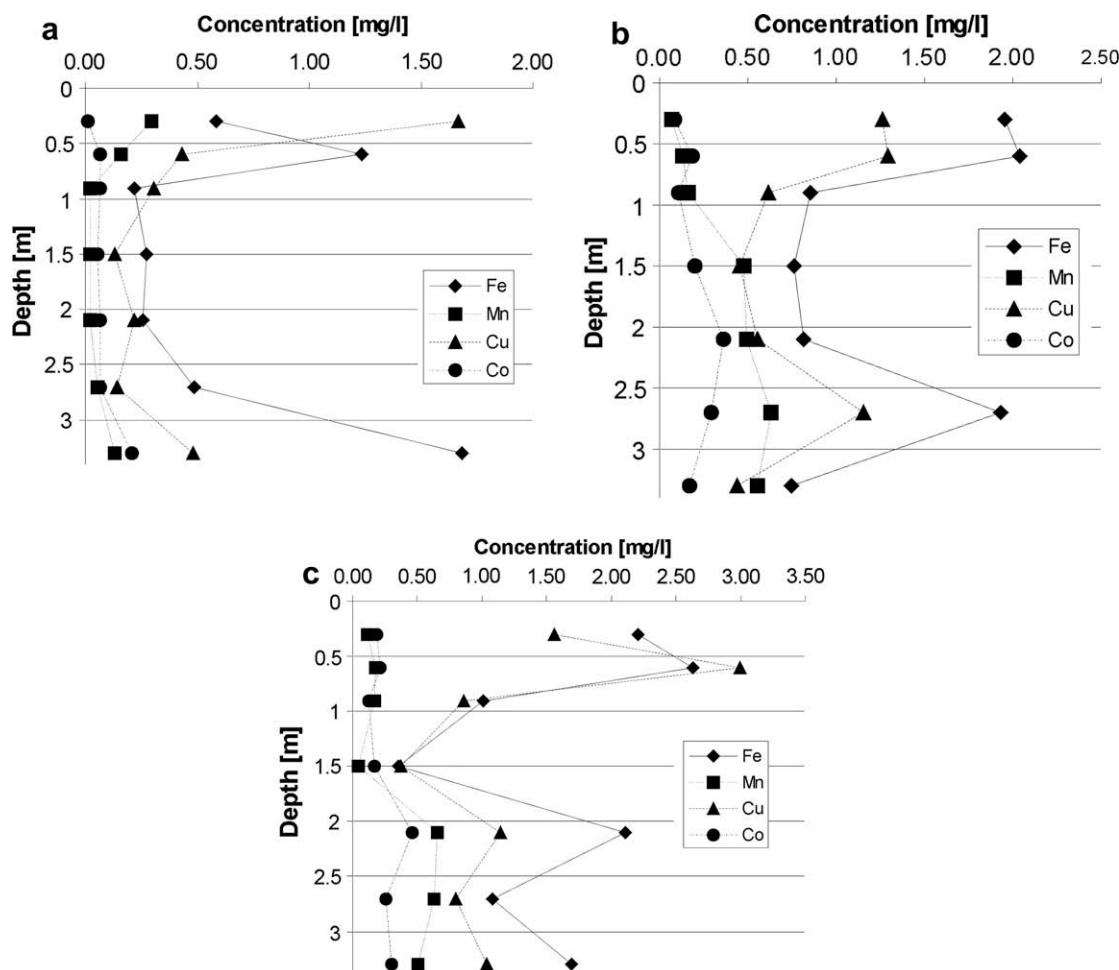 a
Concentration [mg/l]
0.00 0.50 1.00 1.50 2.00
0
0.5
1
1.5
2
2.5
3
Depth [m]
Fe
Mn
Cu
Co
b
Concentration [mg/l]
0.00 0.50 1.00 1.50 2.00 2.50
0
0.5
1
1.5
2
2.5
3
Depth [m]
Fe
Mn
Cu
Co
c
Concentration [mg/l]
0.00 0.50 1.00 1.50 2.00 2.50 3.00 3.50
0
0.5
1
1.5
2
2.5
3
Depth [m]
Fe
Mn
Cu
Co